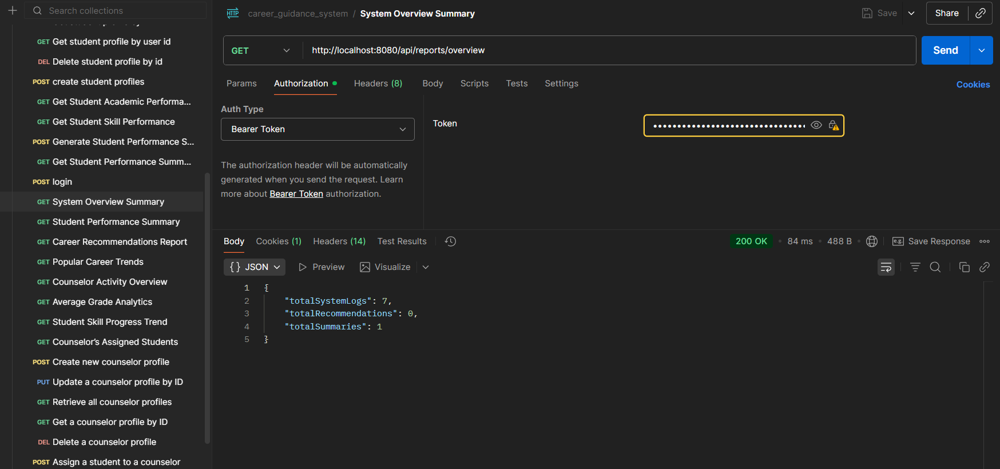 Search collections
Get student profile by user id
GET
Delete student profile by id
DEL
POST create student profiles
GET Get Student Academic Performa...
GET Get Student Skill Performance
POST Generate Student Performance S...
GET Get Student Performance Summ...
POST login
GET System Overview Summary
GET Student Performance Summary
GET Career Recommendations Report
GET Popular Career Trends
GET Counselor Activity Overview
GET Average Grade Analytics
GET Student Skill Progress Trend
GET Counselor's Assigned Students
POST Create new counselor profile
PUT Update a counselor profile by ID
GET Retrieve all counselor profiles
GET Get a counselor profile by ID
DEL Delete a counselor profile
POST Assign a student to a counselor
HTTP career_guidance_system / System Overview Summary
Save
Share
GET http://localhost:8080/api/reports/overview
Send
Params Authorization Headers (8) Body Scripts Tests Settings
Cookies
Auth Type
Bearer Token
The authorization header will be automatically
generated when you send the request. Learn
more about Bearer Token authorization.
Token
Body Cookies (1) Headers (14) Test Results
200 OK • 84 ms • 488 B
e.g. Save Response
{} JSON Preview Visualize
1 {
2 "totalSystemLogs": 7,
3 "totalRecommendations": 0,
4 "totalSummaries": 1
5 }